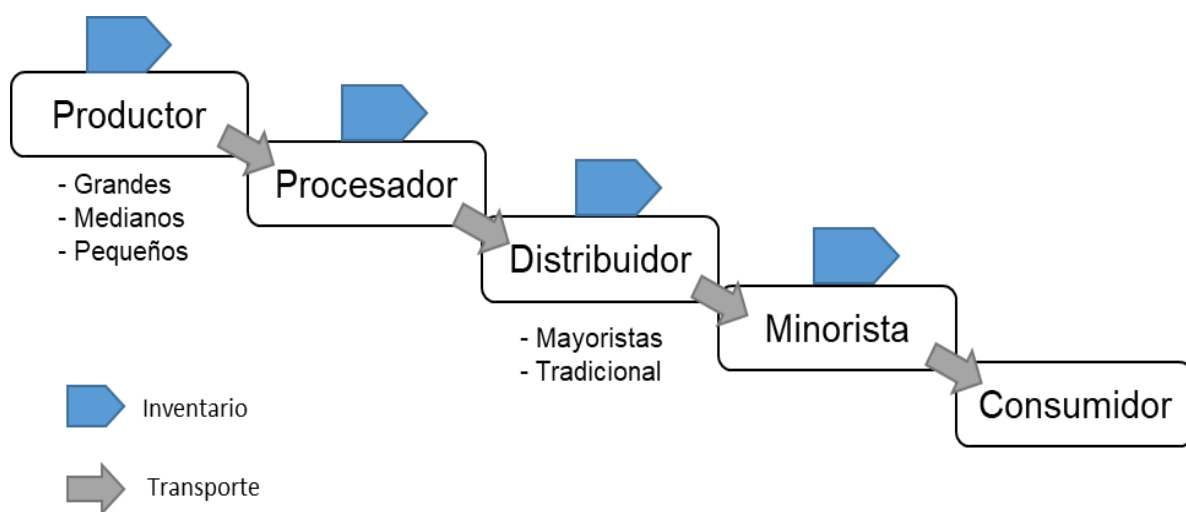 Productor
- Grandes
- Medianos
- Pequeños
Procesador
Distribuidor
- Mayoristas
- Tradicional
Minorista
Consumidor
Inventario
Transporte